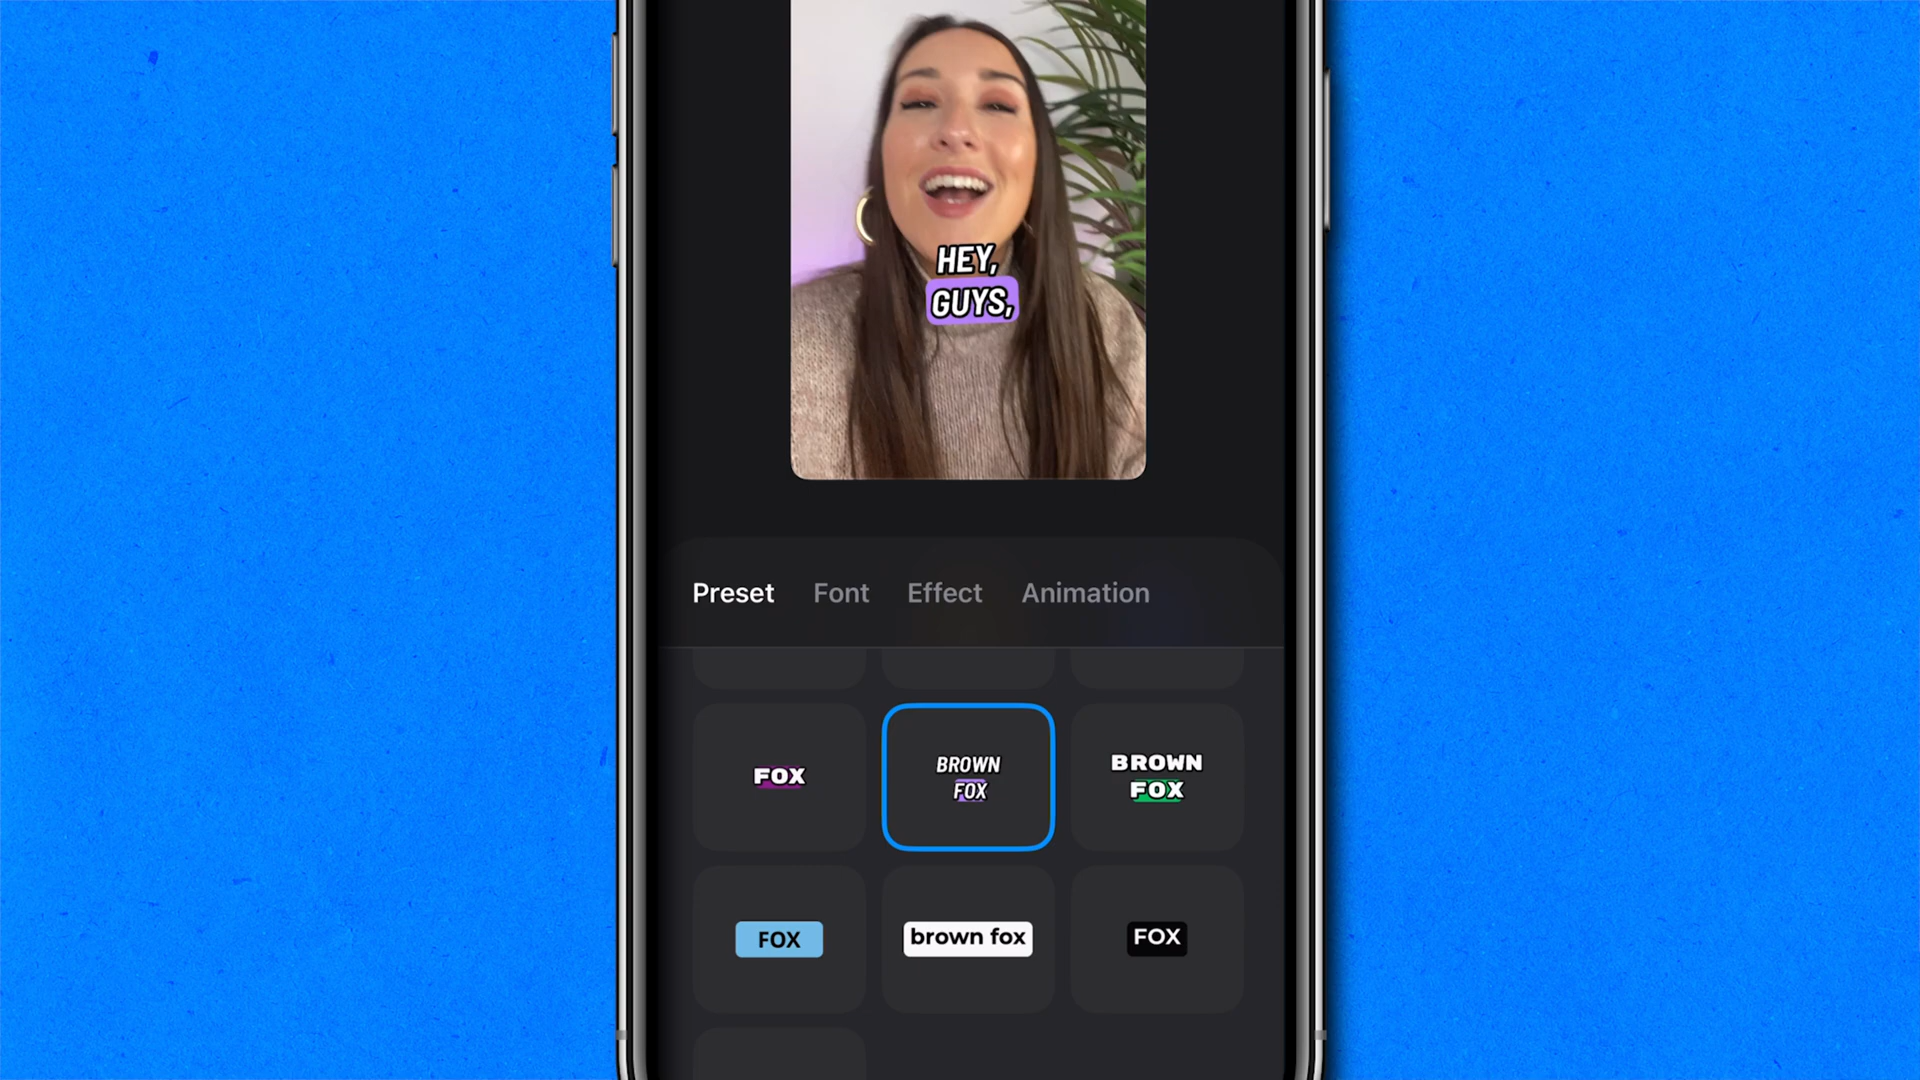 HEY,
GUYS,
Preset Font Effect Animation
FOX
BROWN
FOX
BROWN
FOX
FOX
brown fox
FOX